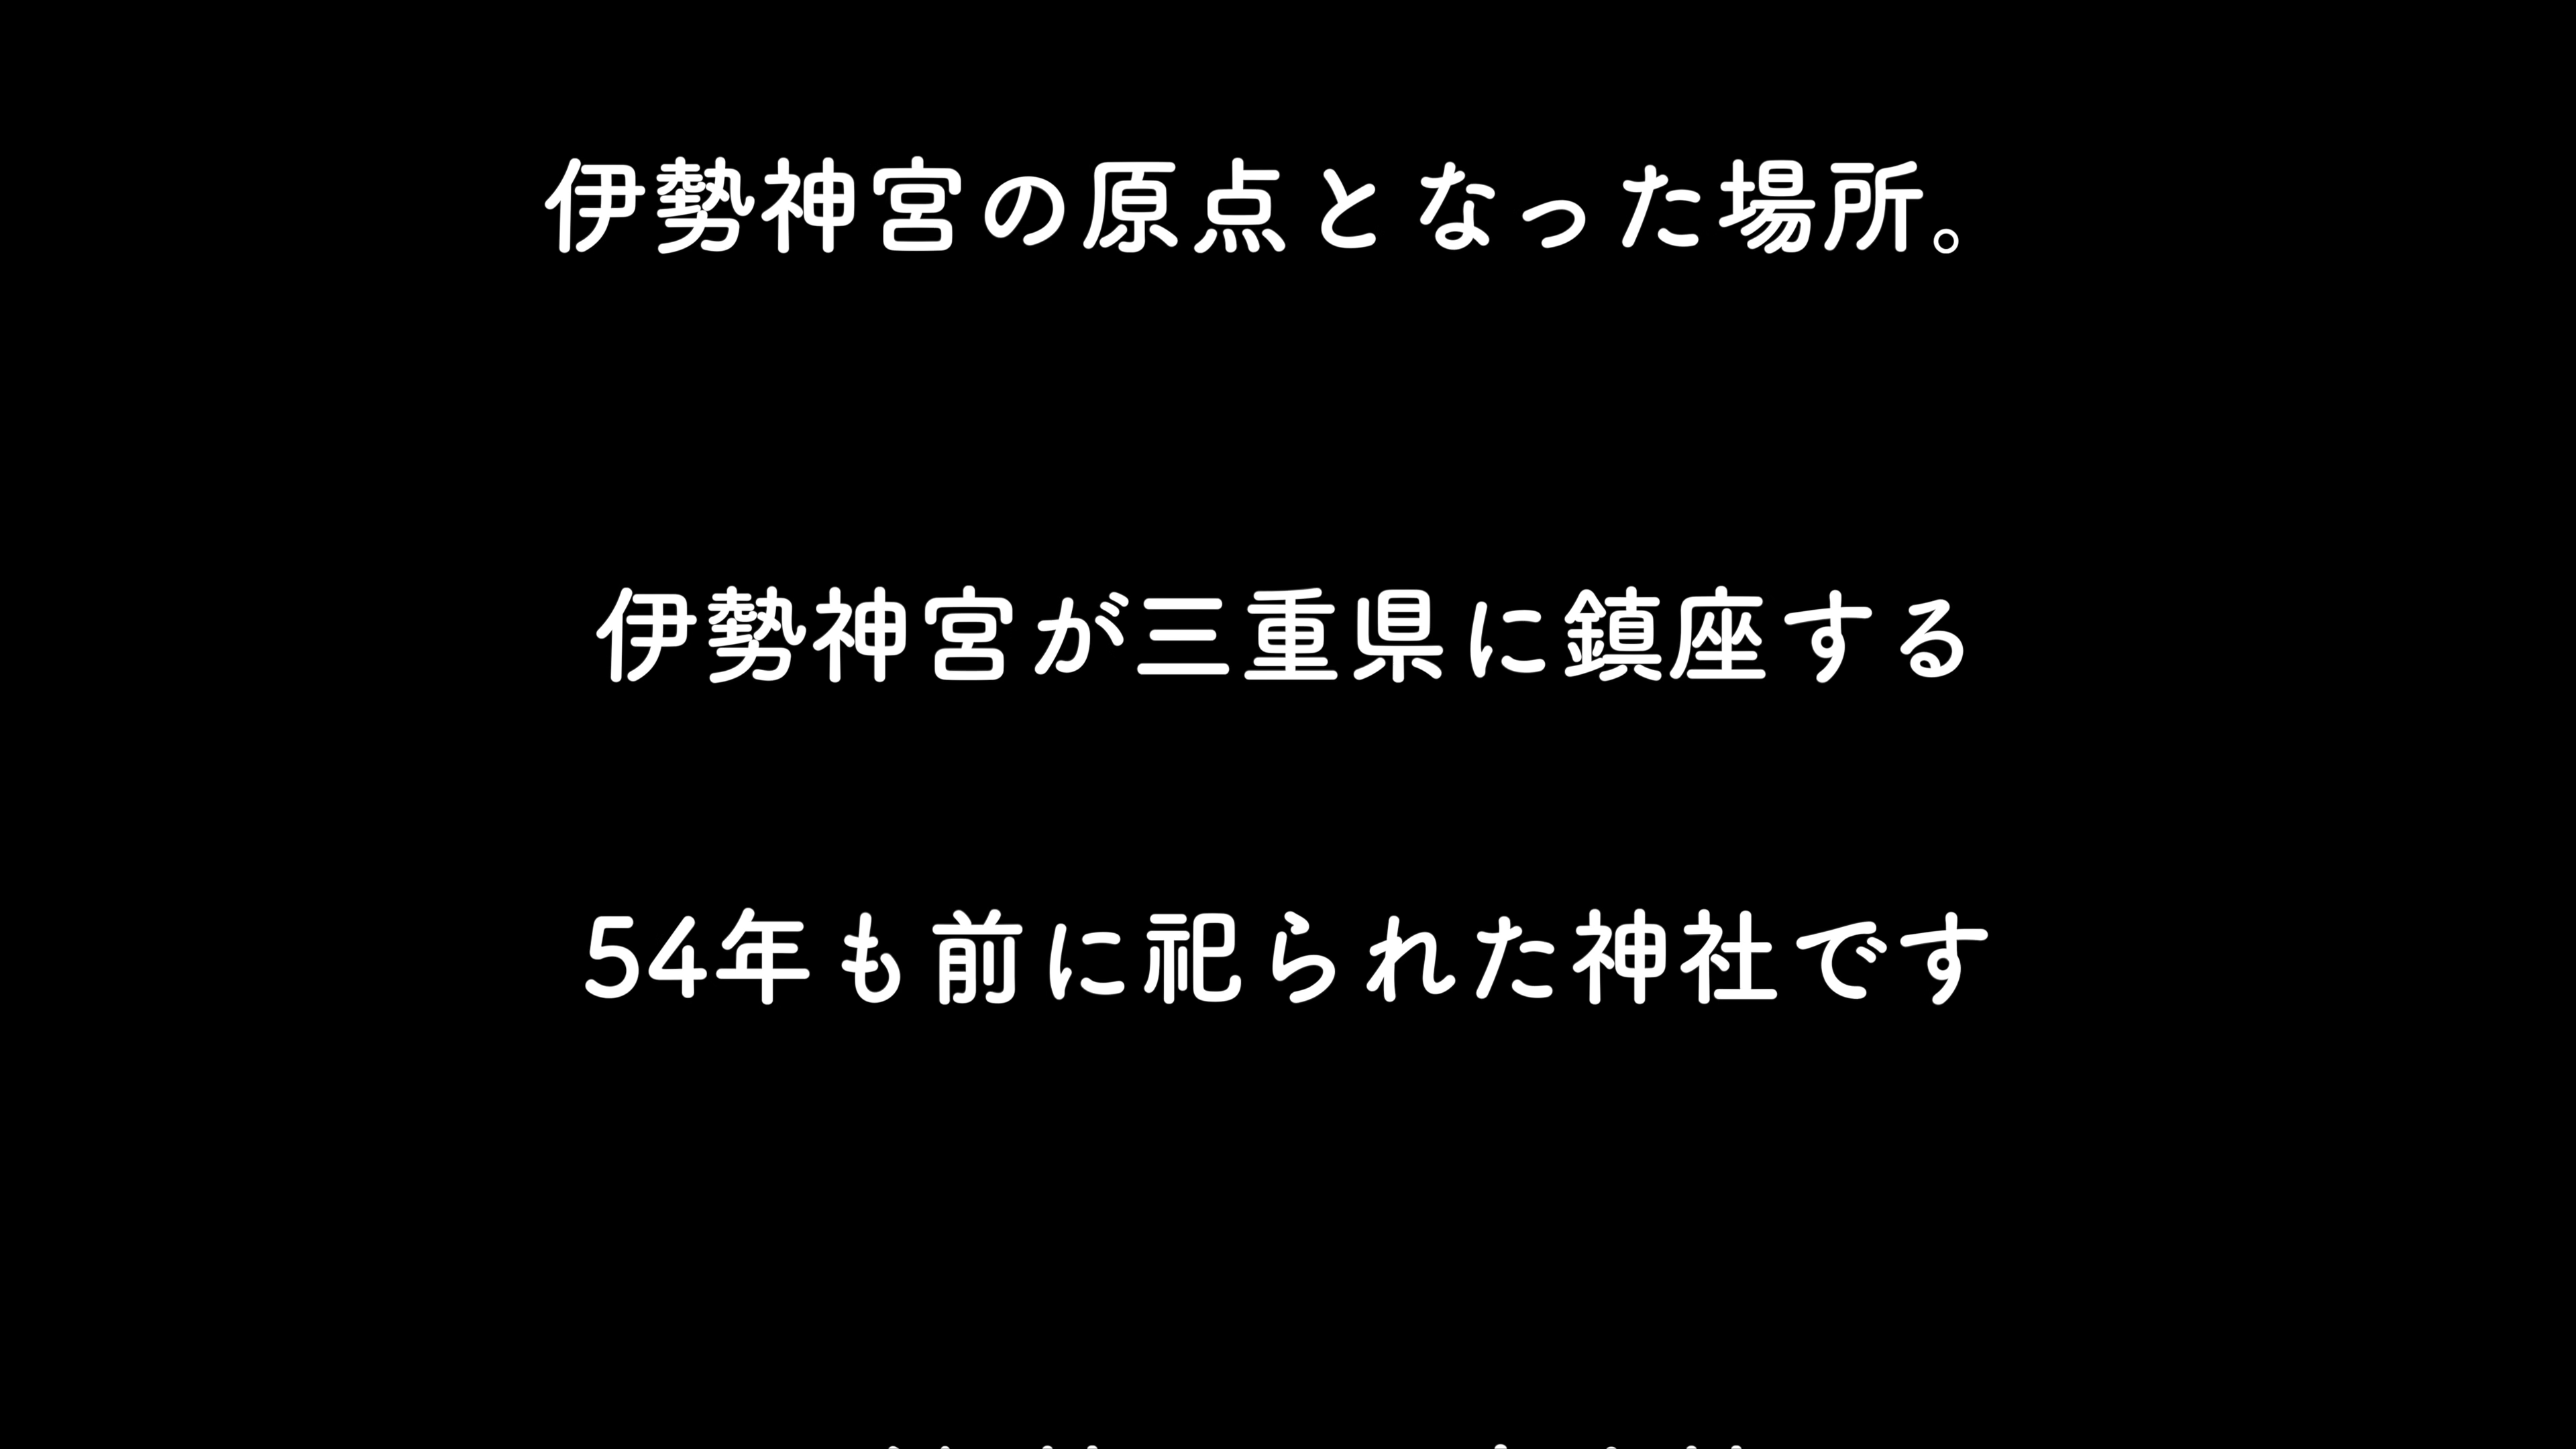 伊勢神宮の原点となった場所。
伊勢神宮が三重県に鎮座する
54年も前に祀られた神社です